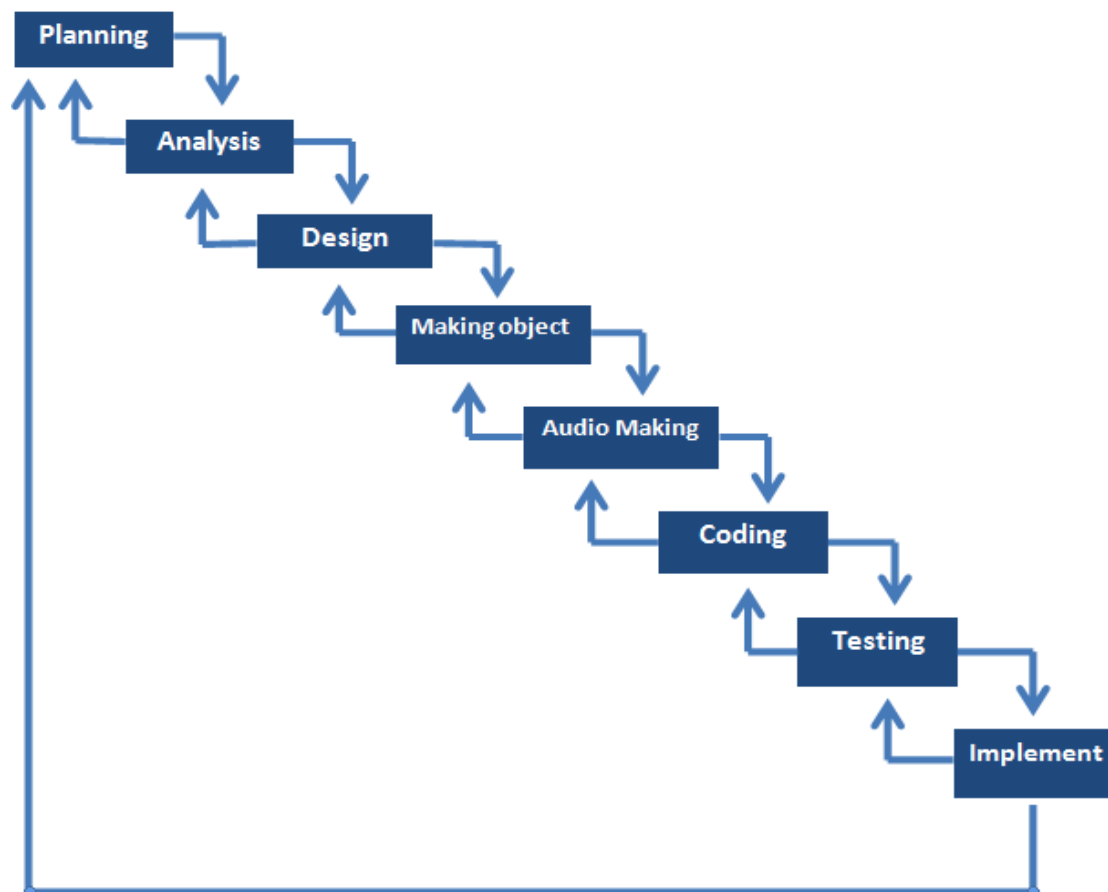 Planning
Analysis
Design
Making object
Audio Making
Coding
Testing
Implement